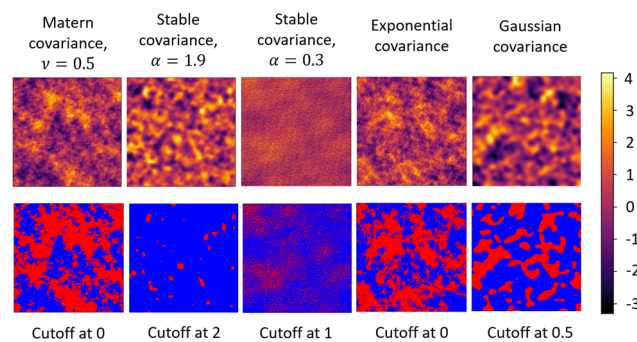 Matern covariance, ν = 0.5
Stable covariance, α = 1.9
Stable covariance, α = 0.3
Exponential covariance
Gaussian covariance
4
3
2
1
0
-1
-2
-3
Cutoff at 0
Cutoff at 2
Cutoff at 1
Cutoff at 0
Cutoff at 0.5